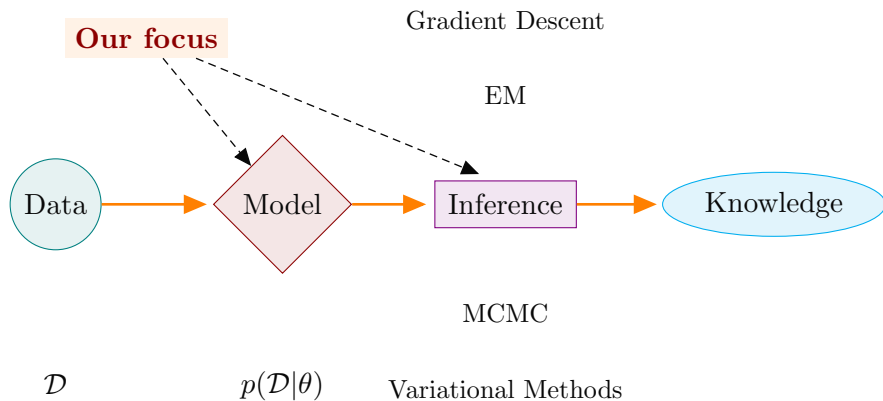 Gradient Descent
Our focus
EM
Data
Model
Inference
Knowledge
MCMC
𝒟
p(𝒟|θ)
Variational Methods